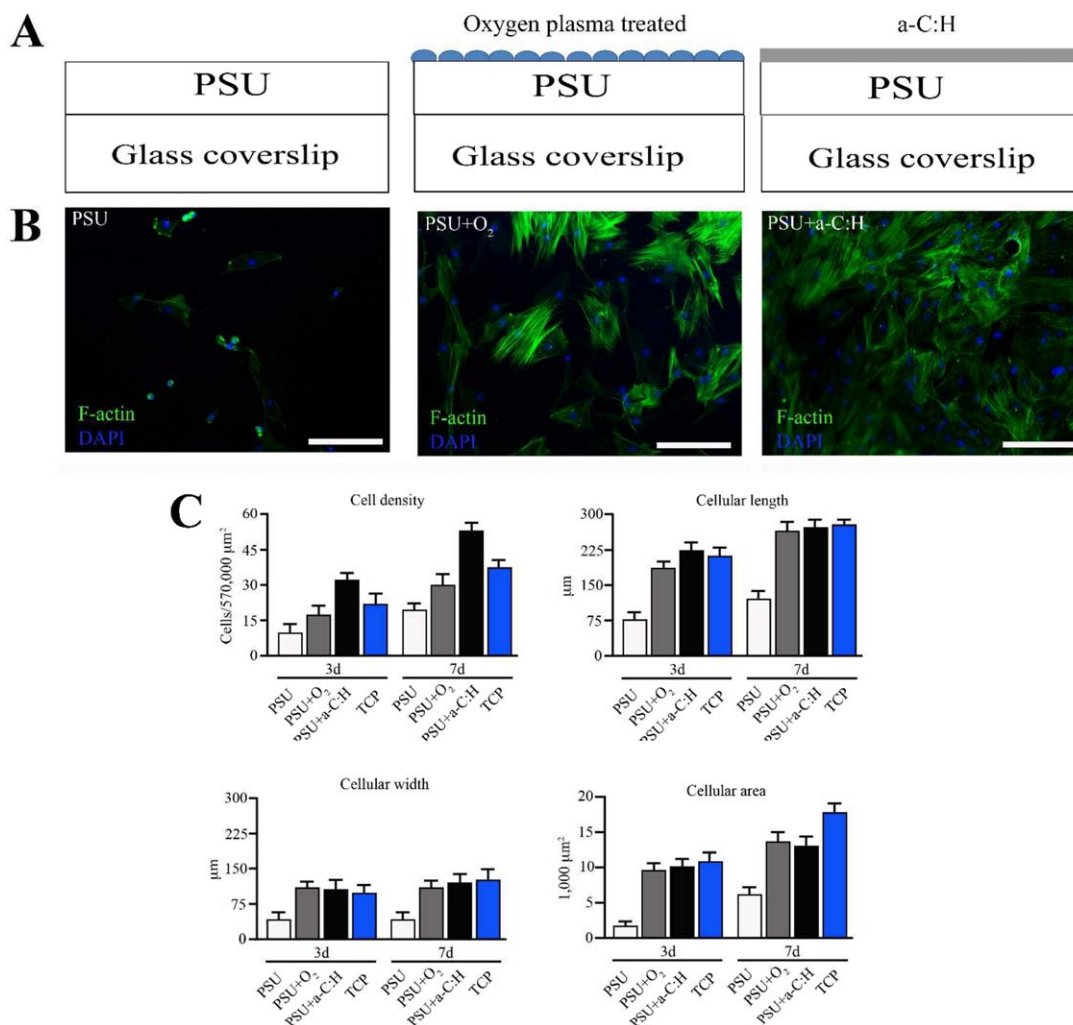 A
Oxygen plasma treated
a-C:H
PSU
PSU
PSU
Glass coverslip
Glass coverslip
Glass coverslip
B
PSU
PSU+O₂
PSU+a-C:H
F-actin
DAPI
F-actin
DAPI
F-actin
DAPI
C
Cell density
Cells/570,000 µm²
60
45
30
15
0
3d
7d
PSU
PSU+O₂
PSU+a-C:H
TCP
PSU
PSU+O₂
PSU+a-C:H
TCP
Cellular length
µm
300
225
150
75
0
3d
7d
PSU
PSU+O₂
PSU+a-C:H
TCP
PSU
PSU+O₂
PSU+a-C:H
TCP
Cellular width
µm
300
225
150
75
0
3d
7d
PSU
PSU+O₂
PSU+a-C:H
TCP
PSU
PSU+O₂
PSU+a-C:H
TCP
Cellular area
1,000 µm²
20
15
10
5
0
3d
7d
PSU
PSU+O₂
PSU+a-C:H
TCP
PSU
PSU+O₂
PSU+a-C:H
TCP